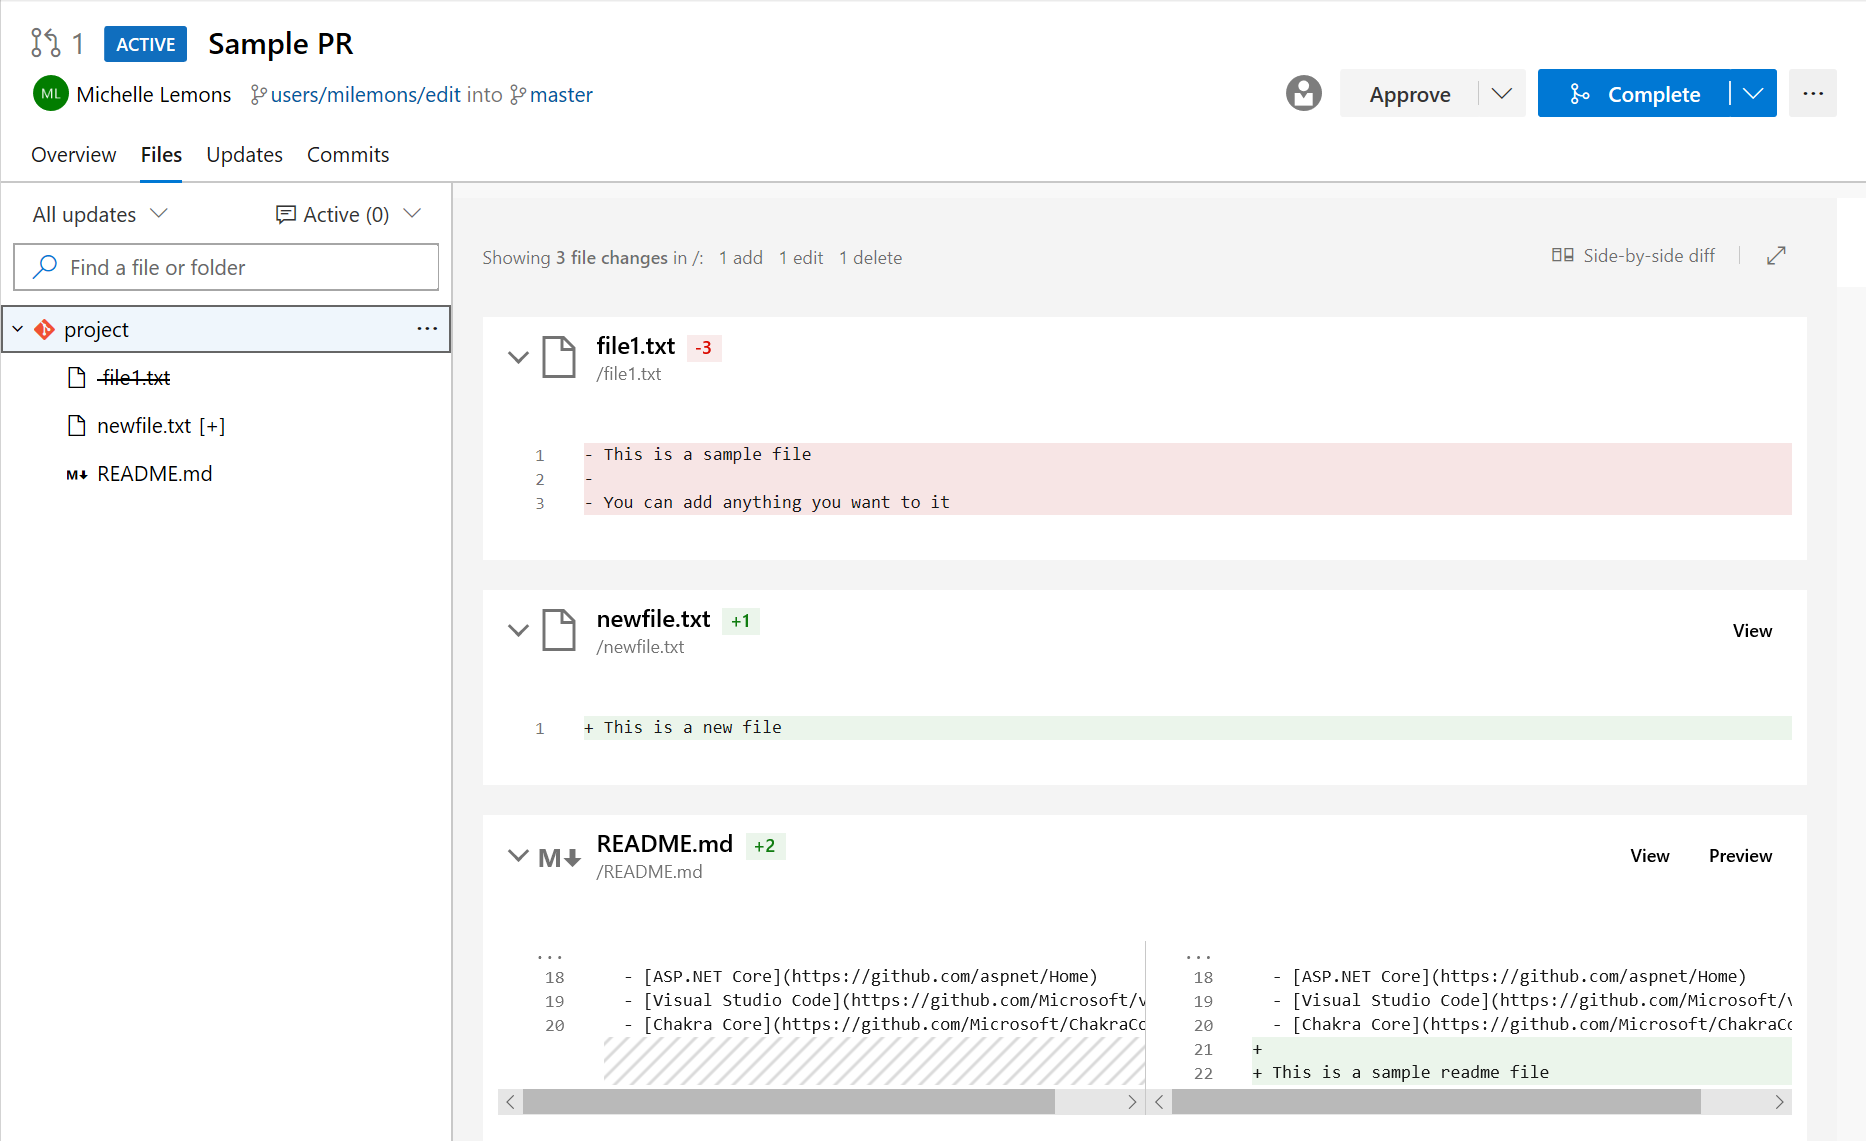 1 ACTIVE Sample PR
ML Michelle Lemons users/milemons/edit into master
Approve Complete ...
Overview Files Updates Commits
All updates Active (0)
Find a file or folder
project ...
file1.txt
newfile.txt [+]
M↓ README.md
Showing 3 file changes in /: 1 add 1 edit 1 delete
Side-by-side diff
file1.txt -3
/file1.txt
1 - This is a sample file
2 -
3 - You can add anything you want to it
newfile.txt +1
/newfile.txt
View
1 + This is a new file
M↓ README.md +2
/README.md
View Preview
...
18 - [ASP.NET Core](https://github.com/aspnet/Home)
19 - [Visual Studio Code](https://github.com/Microsoft/v
20 - [Chakra Core](https://github.com/Microsoft/ChakraCo
...
18 - [ASP.NET Core](https://github.com/aspnet/Home)
19 - [Visual Studio Code](https://github.com/Microsoft/v
20 - [Chakra Core](https://github.com/Microsoft/ChakraCo
21 +
22 + This is a sample readme file